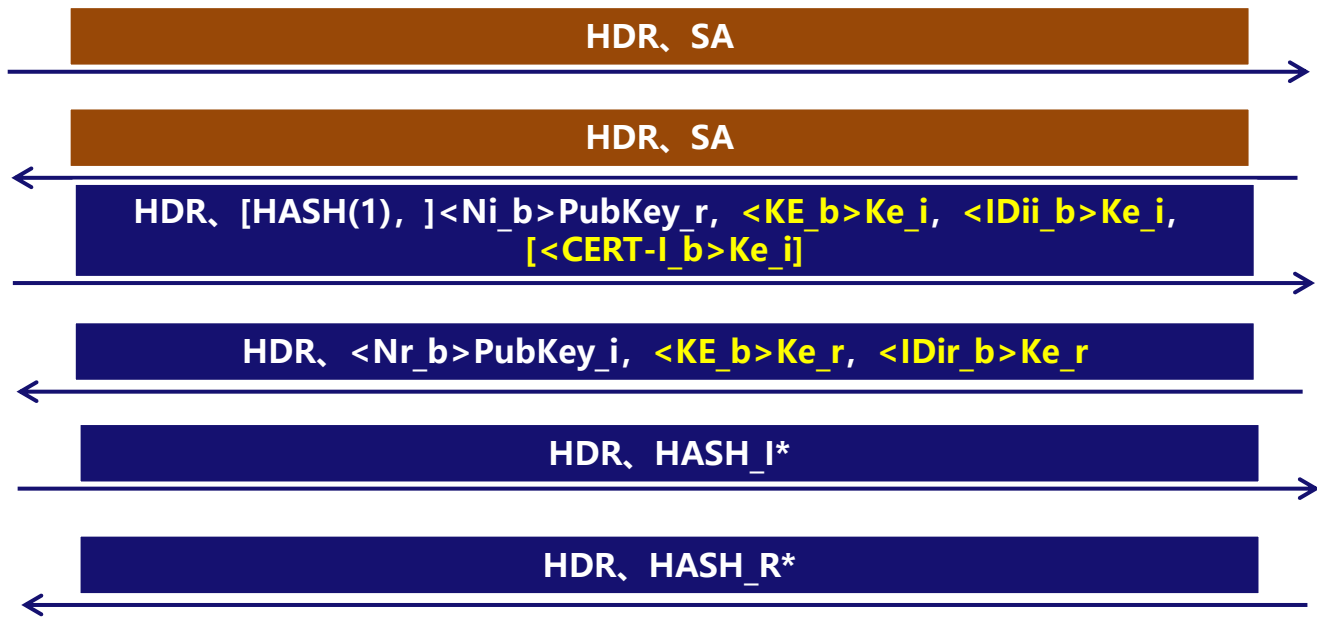 HDR、SA
HDR、SA
HDR、[HASH(1)，]<Ni_b>PubKey_r，<KE_b>Ke_i，<IDii_b>Ke_i，
[<CERT-I_b>Ke_i]
HDR、<Nr_b>PubKey_i，<KE_b>Ke_r，<IDir_b>Ke_r
HDR、HASH_I*
HDR、HASH_R*